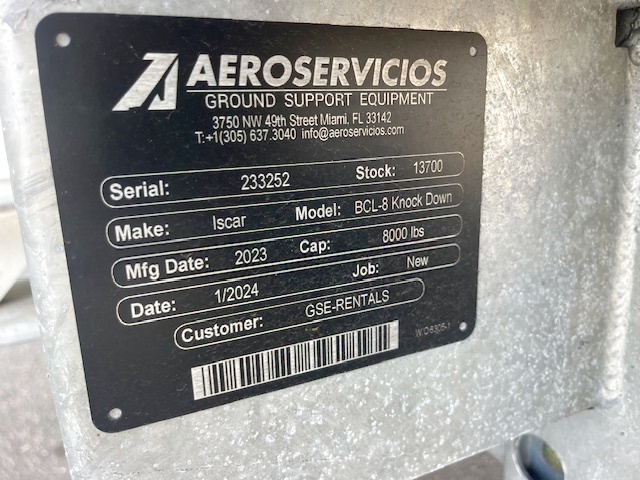 AEROSERVICIOS
GROUND SUPPORT EQUIPMENT
3750 NW 49th Street Miami. FL 33142
T:+1(305) 637.3040 info@aeroservicios.com
Serial: 233252 Stock: 13700
Make: Iscar Model: BCL-8 Knock Down
Mfg Date: 2023 Cap: 8000 lbs
Date: 1/2024 Job: New
Customer: GSE-RENTALS
W.O 6305-1